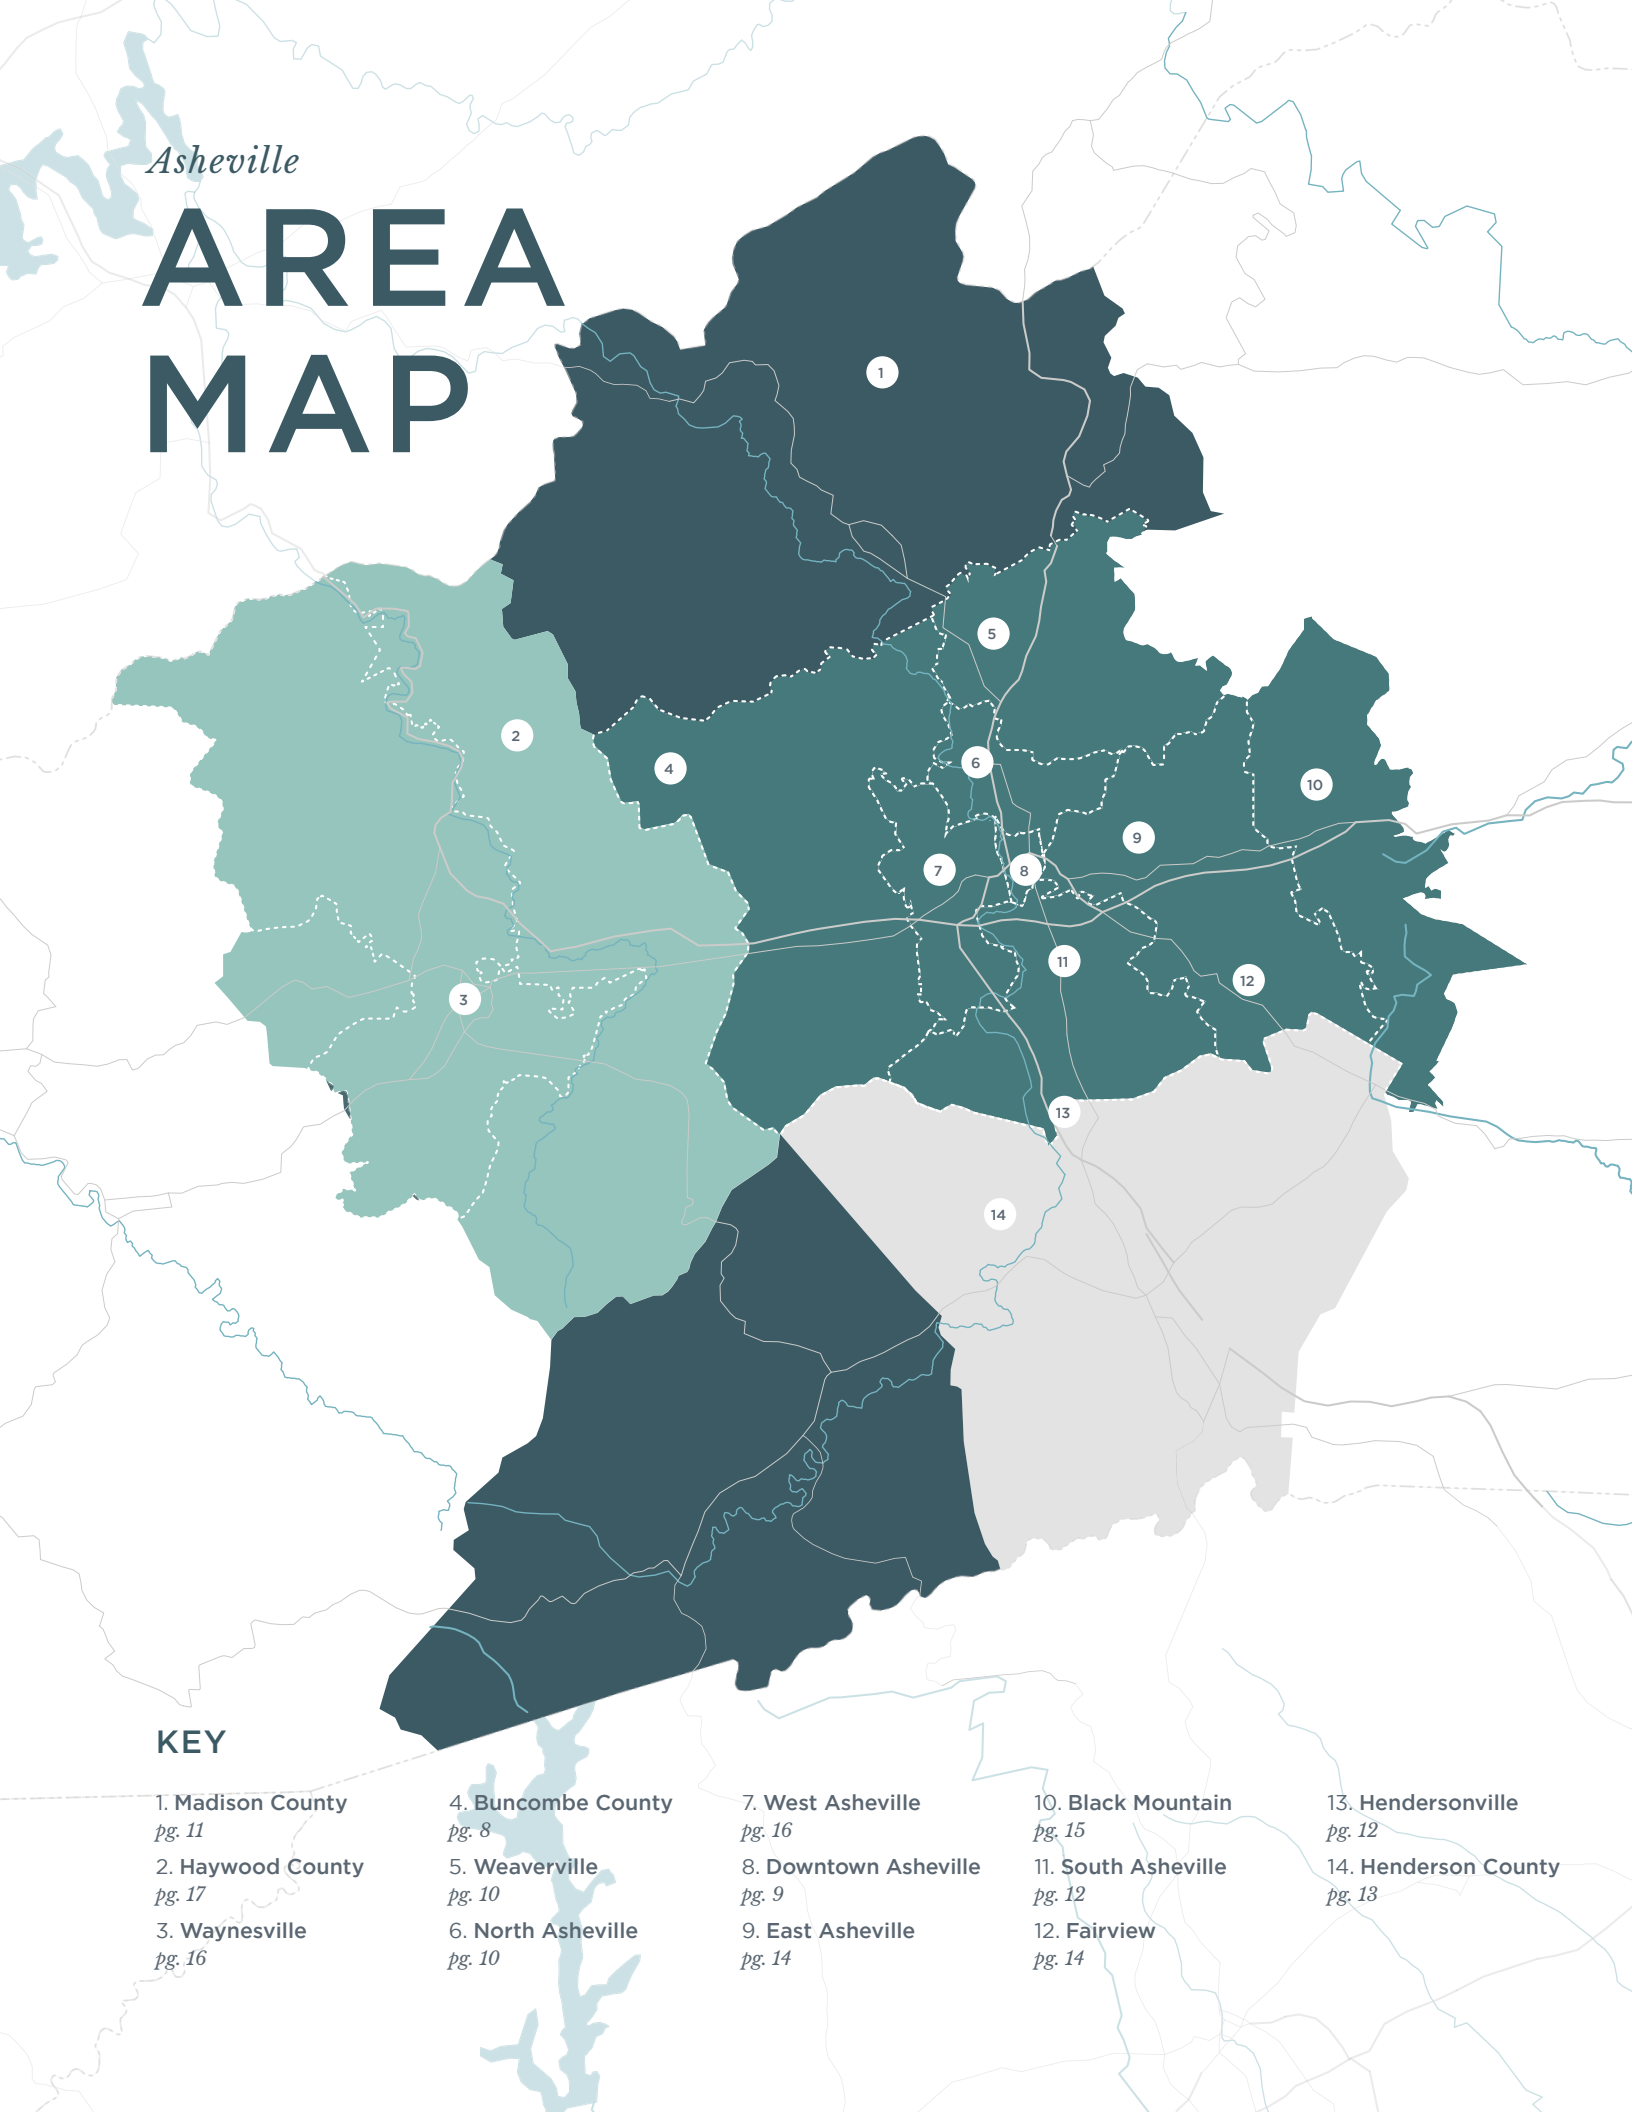 Asheville
AREA
MAP
1
2
3
4
5
6
7
8
9
10
11
12
13
14
KEY
1. Madison County
pg. 11
2. Haywood County
pg. 17
3. Waynesville
pg. 16
4. Buncombe County
pg. 8
5. Weaverville
pg. 10
6. North Asheville
pg. 10
7. West Asheville
pg. 16
8. Downtown Asheville
pg. 9
9. East Asheville
pg. 14
10. Black Mountain
pg. 15
11. South Asheville
pg. 12
12. Fairview
pg. 14
13. Hendersonville
pg. 12
14. Henderson County
pg. 13